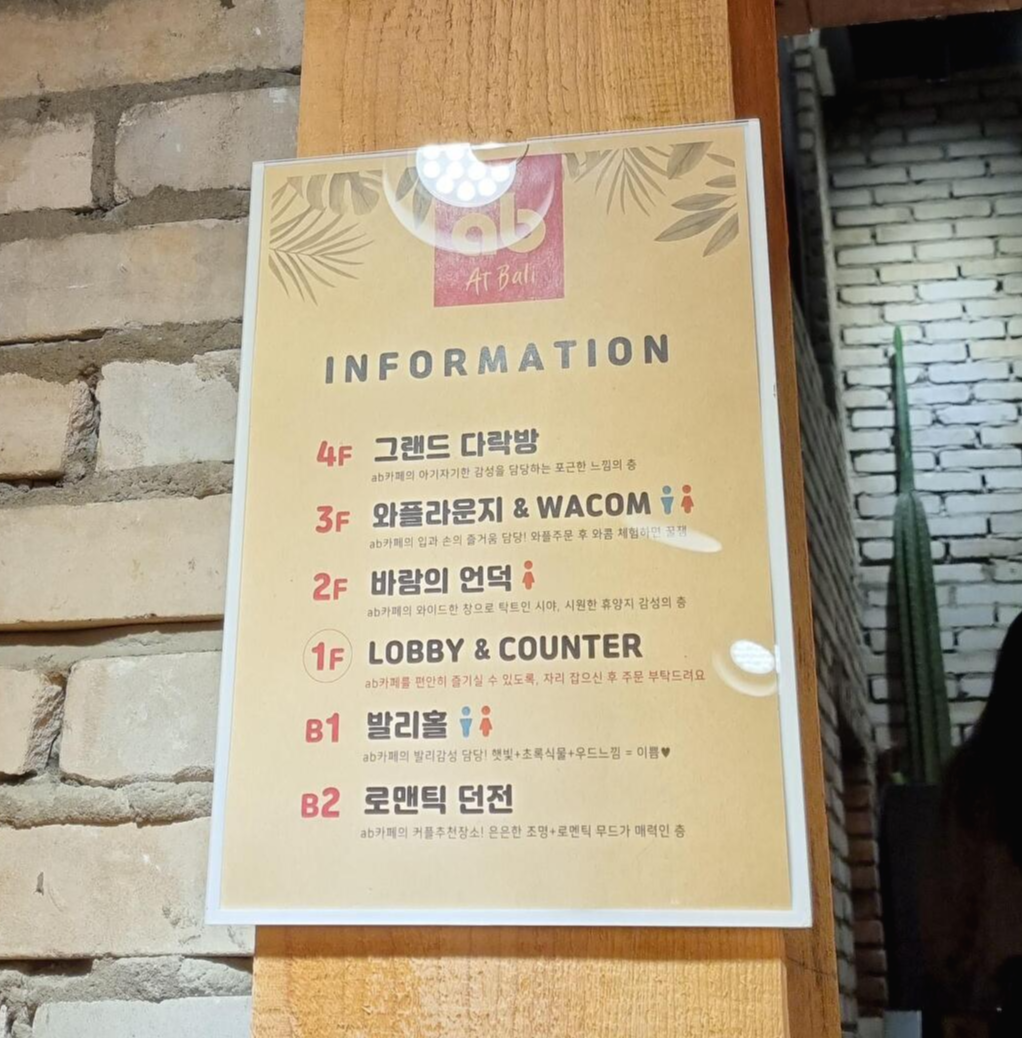 ab
At Bali
INFORMATION
4F 그랜드 다락방
ab카페의 아기자기한 감성을 담당하는 포근한 느낌의 층
3F 와플라운지 & WACOM
ab카페의 입과 손의 즐거움 담당! 와플주문 후 와콤 체험하면 꿀잼
2F 바람의 언덕
ab카페의 와이드한 창으로 탁트인 시야, 시원한 휴양지 감성의 층
1F LOBBY & COUNTER
ab카페를 편안히 즐기실 수 있도록, 자리 잡으신 후 주문 부탁드려요
B1 발리홀
ab카페의 발리감성 담당! 햇빛+초록식물+우드느낌 = 이쁨♥
B2 로맨틱 던전
ab카페의 커플추천장소! 은은한 조명+로멘틱 무드가 매력인 층